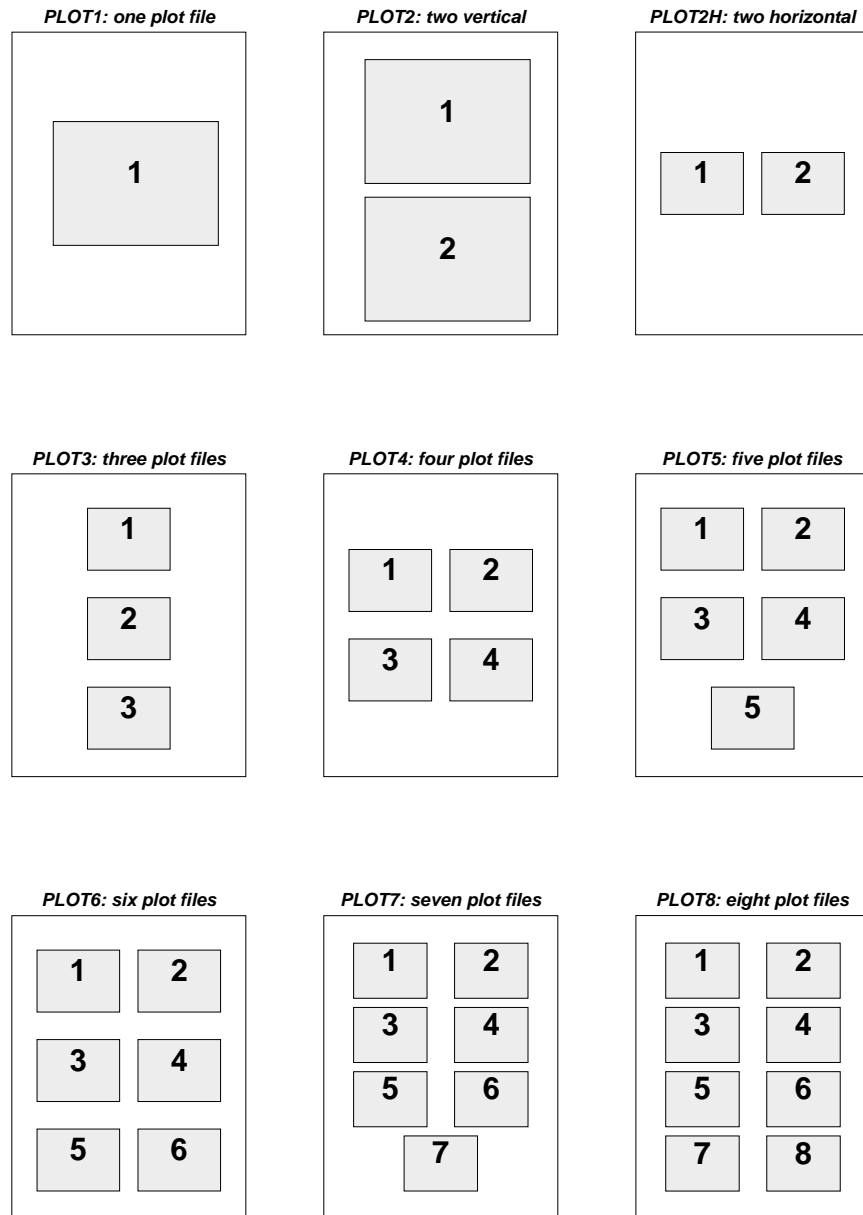 PLOT1: one plot file
PLOT2: two vertical
PLOT2H: two horizontal
1
1
2
1 2
PLOT3: three plot files
PLOT4: four plot files
PLOT5: five plot files
1
2
3
1 2
3 4
1 2
3 4
5
PLOT6: six plot files
PLOT7: seven plot files
PLOT8: eight plot files
1 2
3 4
5 6
1 2
3 4
5 6
7
1 2
3 4
5 6
7 8